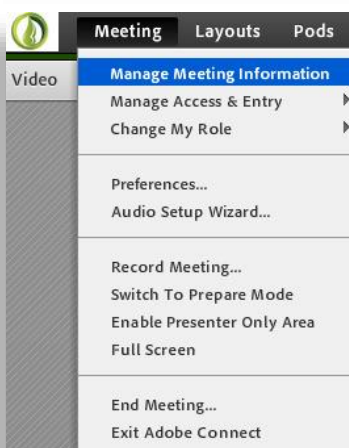 Meeting Layouts Pods
Video
Manage Meeting Information
Manage Access & Entry
Change My Role
Preferences...
Audio Setup Wizard...
Record Meeting...
Switch To Prepare Mode
Enable Presenter Only Area
Full Screen
End Meeting...
Exit Adobe Connect